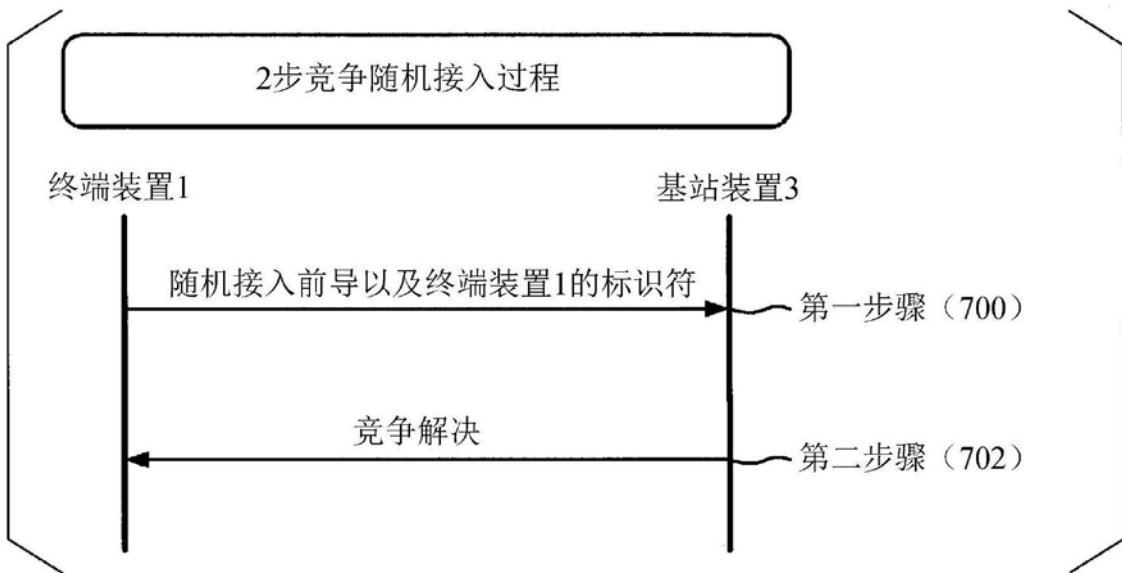 2步竞争随机接入过程
终端装置1
基站装置3
随机接入前导以及终端装置1的标识符
第一步骤（700）
竞争解决
第二步骤（702）